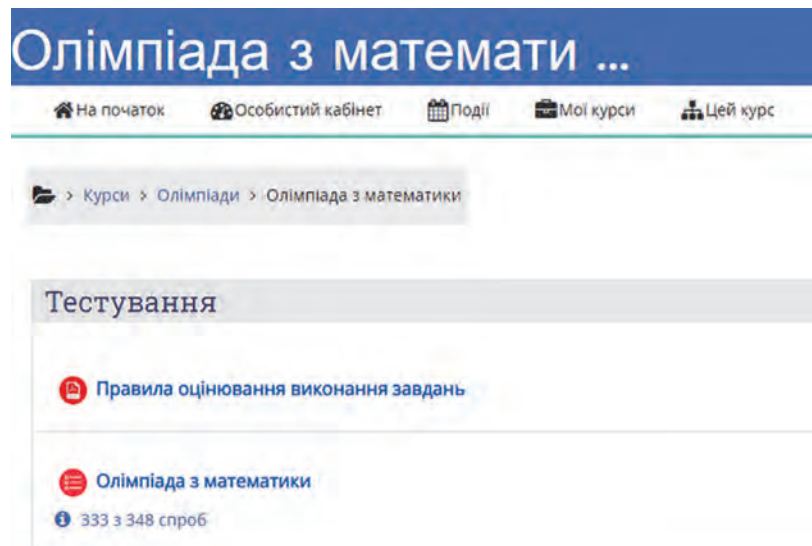 Олімпіада з математи ...
На початок Особистий кабінет Події Мої курси Цей курс
> Курси > Олімпіади > Олімпіада з математики
Тестування
Правила оцінювання виконання завдань
Олімпіада з математики
333 з 348 спроб